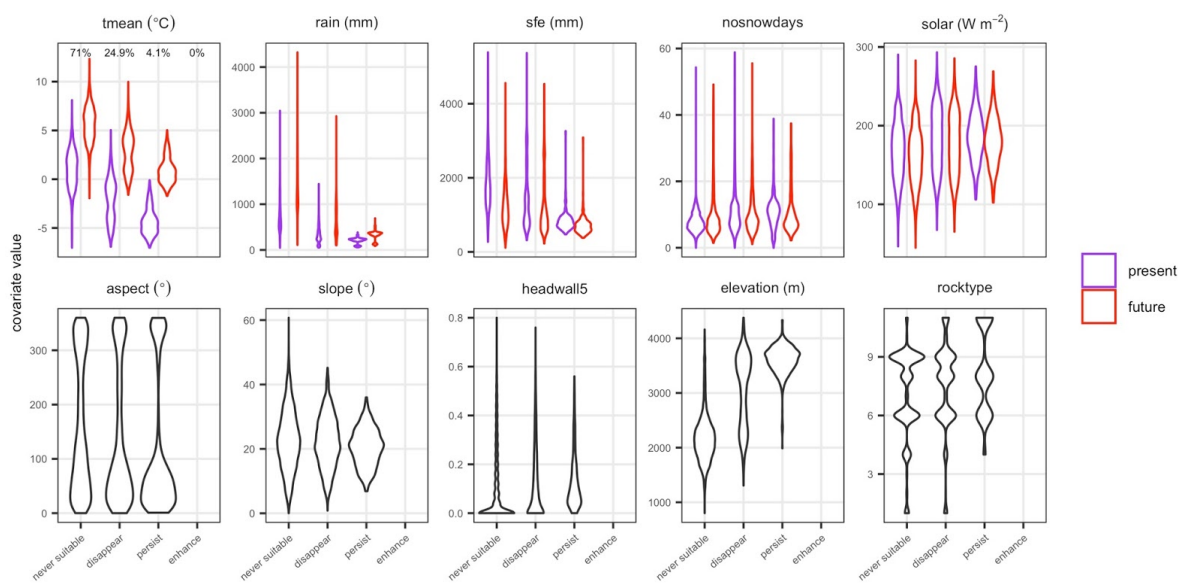 tmean (°C)
rain (mm)
sfe (mm)
nosnowdays
solar (W m⁻²)
71% 24.9% 4.1% 0%
10
5
0
-5
4000
3000
2000
1000
0
4000
2000
0
60
40
20
0
300
200
100
covariate value
present
future
aspect (°)
slope (°)
headwall5
elevation (m)
rocktype
300
200
100
0
60
40
20
0
0.8
0.6
0.4
0.2
0.0
4000
3000
2000
1000
9
6
3
never suitable
disappear
persist
enhance
never suitable
disappear
persist
enhance
never suitable
disappear
persist
enhance
never suitable
disappear
persist
enhance
never suitable
disappear
persist
enhance